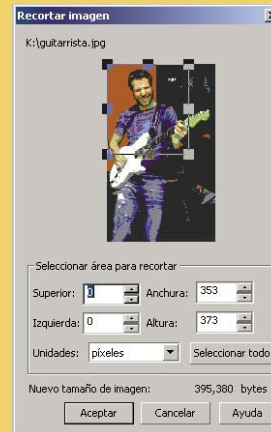 Recortar imagen
K:\guitarrista.jpg
Seleccionar área para recortar
Superior: 0 Anchura: 353
Izquierda: 0 Altura: 373
Unidades: píxeles Seleccionar todo
Nuevo tamaño de imagen: 395,380 bytes
Aceptar Cancelar Ayuda